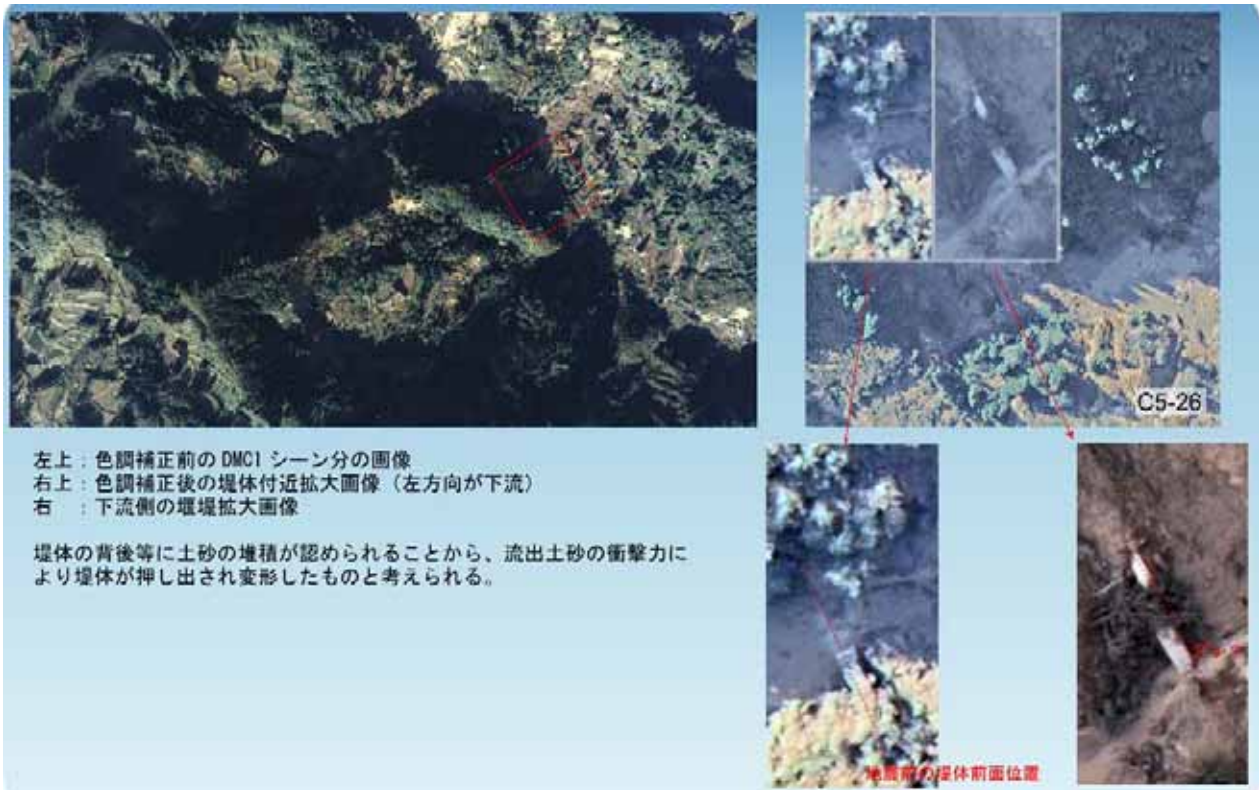 C5-26
左上：色調補正前の DMC1 シーン分の画像
右上：色調補正後の堤体付近拡大画像（左方向が下流）
右　：下流側の堰堤拡大画像
堤体の背後等に土砂の堆積が認められることから、流出土砂の衝撃力に
より堤体が押し出され変形したものと考えられる。
地震前の堤体前面位置